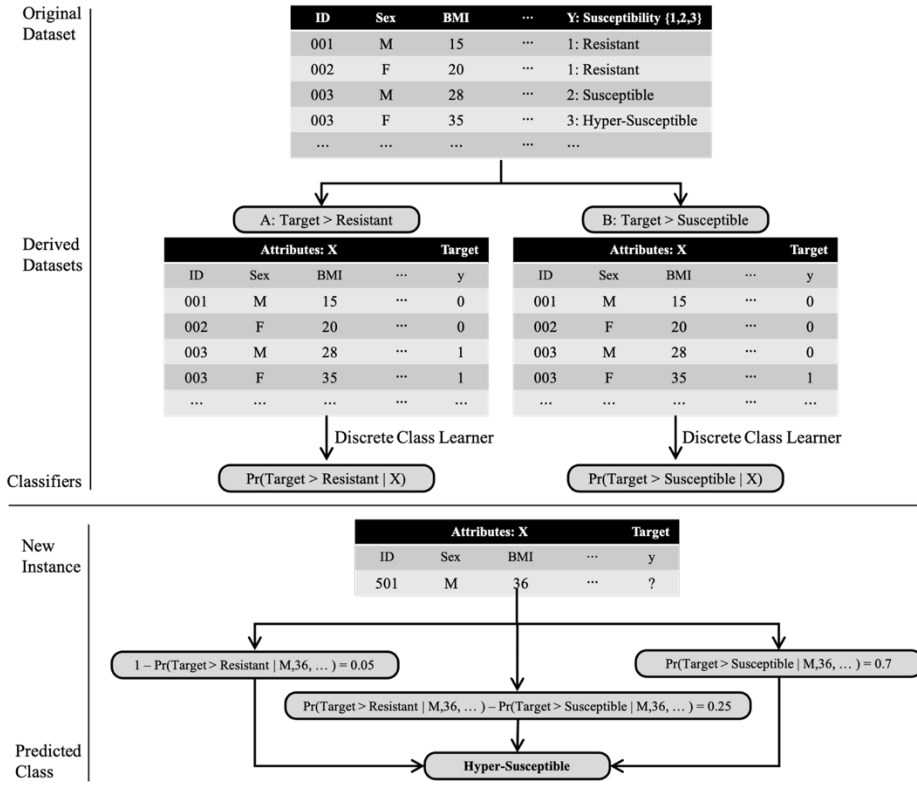 Original
Dataset
ID Sex BMI ... Y: Susceptibility {1,2,3}
001 M 15 ... 1: Resistant
002 F 20 ... 1: Resistant
003 M 28 ... 2: Susceptible
003 F 35 ... 3: Hyper-Susceptible
... ... ... ... ...
A: Target > Resistant
B: Target > Susceptible
Derived
Datasets
Attributes: X Target
ID Sex BMI ... y
001 M 15 ... 0
002 F 20 ... 0
003 M 28 ... 1
003 F 35 ... 1
... ... ... ... ...
Attributes: X Target
ID Sex BMI ... y
001 M 15 ... 0
002 F 20 ... 0
003 M 28 ... 0
003 F 35 ... 1
... ... ... ... ...
Discrete Class Learner
Discrete Class Learner
Classifiers
Pr(Target > Resistant | X)
Pr(Target > Susceptible | X)
New
Instance
Attributes: X Target
ID Sex BMI ... y
501 M 36 ... ?
1 – Pr(Target > Resistant | M,36, … ) = 0.05
Pr(Target > Susceptible | M,36, … ) = 0.7
Pr(Target > Resistant | M,36, … ) – Pr(Target > Susceptible | M,36, … ) = 0.25
Predicted
Class
Hyper-Susceptible